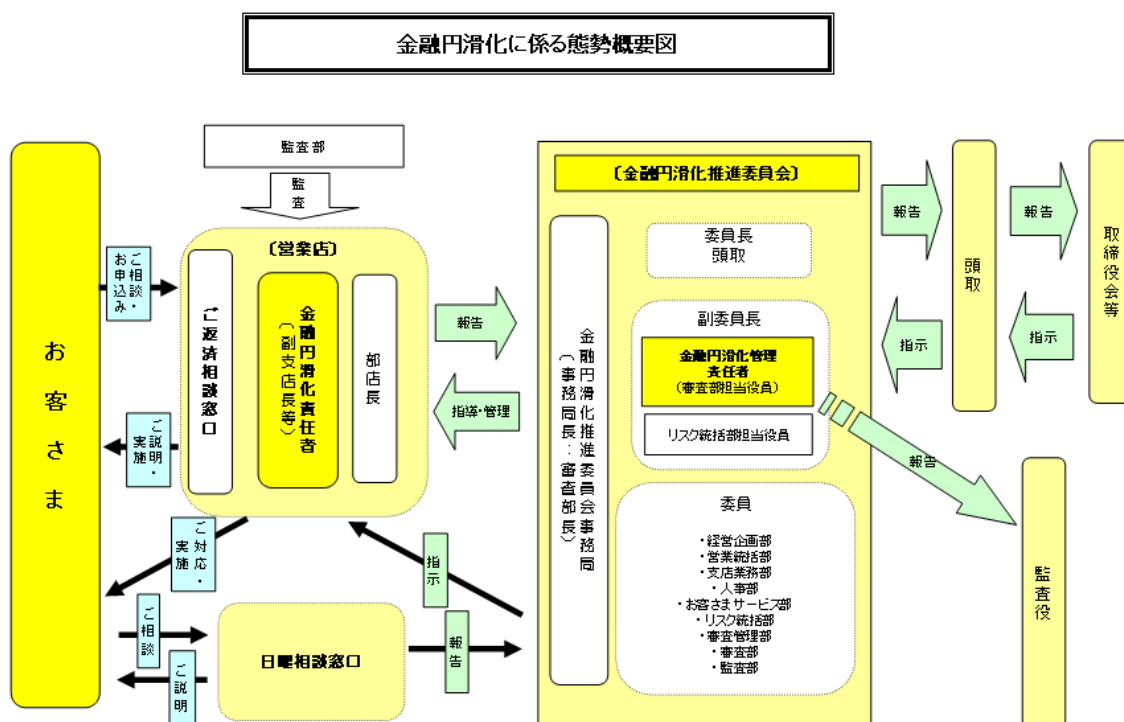 金融円滑化に係る態勢概要図
監査部
監査
お客さま
ご相談・
お申込み
ご説明・
実施
ご対応・
実施
ご相談
ご説明
〔営業店〕
ご返済相談窓口
金融円滑化責任者
(副支店長等)
部店長
日曜相談窓口
報告
指導・管理
指示
報告
〔金融円滑化推進委員会〕
金融円滑化推進委員会事務局
(事務局長：審査部長)
委員長
頭取
副委員長
金融円滑化管理
責任者
(審査部担当役員)
リスク統括部担当役員
委員
・経営企画部
・営業統括部
・支店業務部
・人事部
・お客さまサービス部
・リスク統括部
・審査管理部
・審査部
・監査部
報告
指示
頭取
報告
指示
取締役会等
報告
監査役